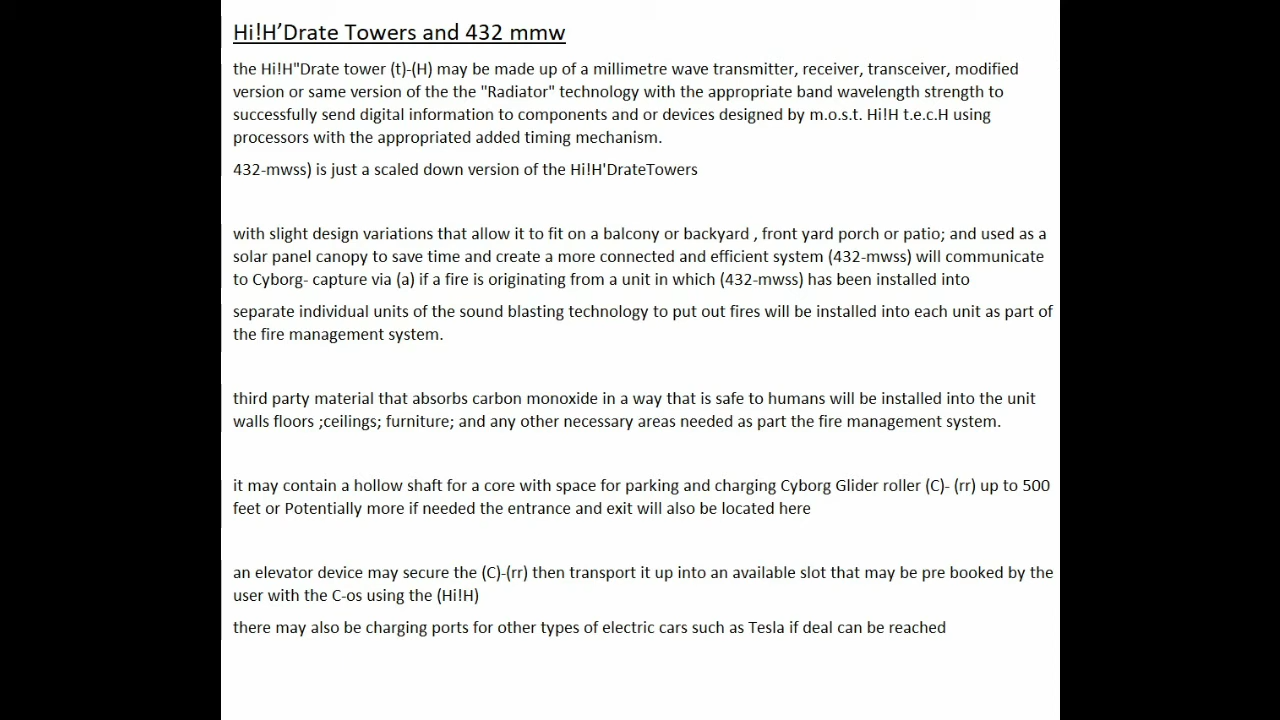 Hi!H’Drate Towers and 432 mmw
the Hi!H"Drate tower (t)-(H) may be made up of a millimetre wave transmitter, receiver, transceiver, modified
version or same version of the the "Radiator" technology with the appropriate band wavelength strength to
successfully send digital information to components and or devices designed by m.o.s.t. Hi!H t.e.c.H using
processors with the appropriated added timing mechanism.
432-mwss) is just a scaled down version of the Hi!H'DrateTowers
with slight design variations that allow it to fit on a balcony or backyard , front yard porch or patio; and used as a
solar panel canopy to save time and create a more connected and efficient system (432-mwss) will communicate
to Cyborg- capture via (a) if a fire is originating from a unit in which (432-mwss) has been installed into
separate individual units of the sound blasting technology to put out fires will be installed into each unit as part of
the fire management system.
third party material that absorbs carbon monoxide in a way that is safe to humans will be installed into the unit
walls floors ;ceilings; furniture; and any other necessary areas needed as part the fire management system.
it may contain a hollow shaft for a core with space for parking and charging Cyborg Glider roller (C)- (rr) up to 500
feet or Potentially more if needed the entrance and exit will also be located here
an elevator device may secure the (C)-(rr) then transport it up into an available slot that may be pre booked by the
user with the C-os using the (Hi!H)
there may also be charging ports for other types of electric cars such as Tesla if deal can be reached